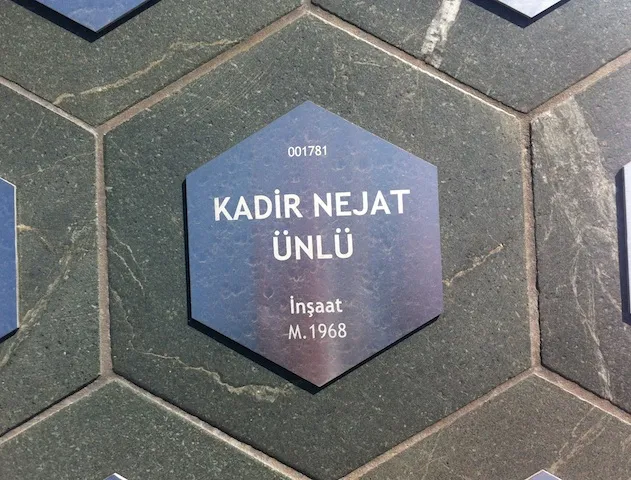 001781
KADİR NEJAT
ÜNLÜ
İnşaat
M.1968